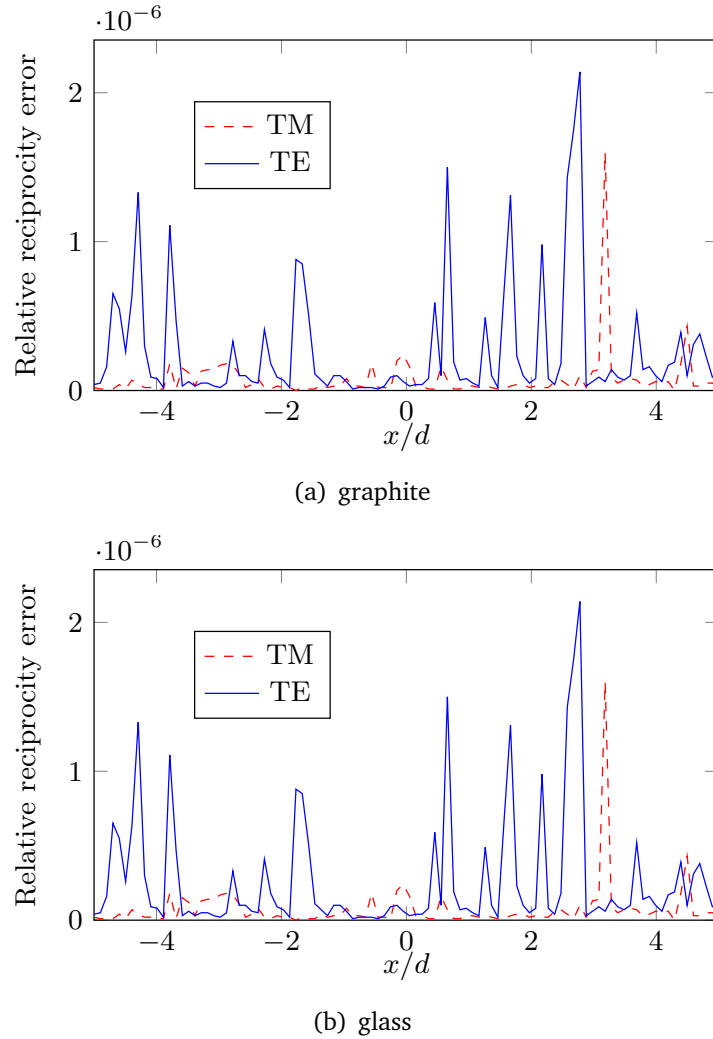 ·10−6
2
1
0
Relative reciprocity error
TM
TE
−4 −2 0 2 4
x/d
(a) graphite
·10−6
2
1
0
Relative reciprocity error
TM
TE
−4 −2 0 2 4
x/d
(b) glass